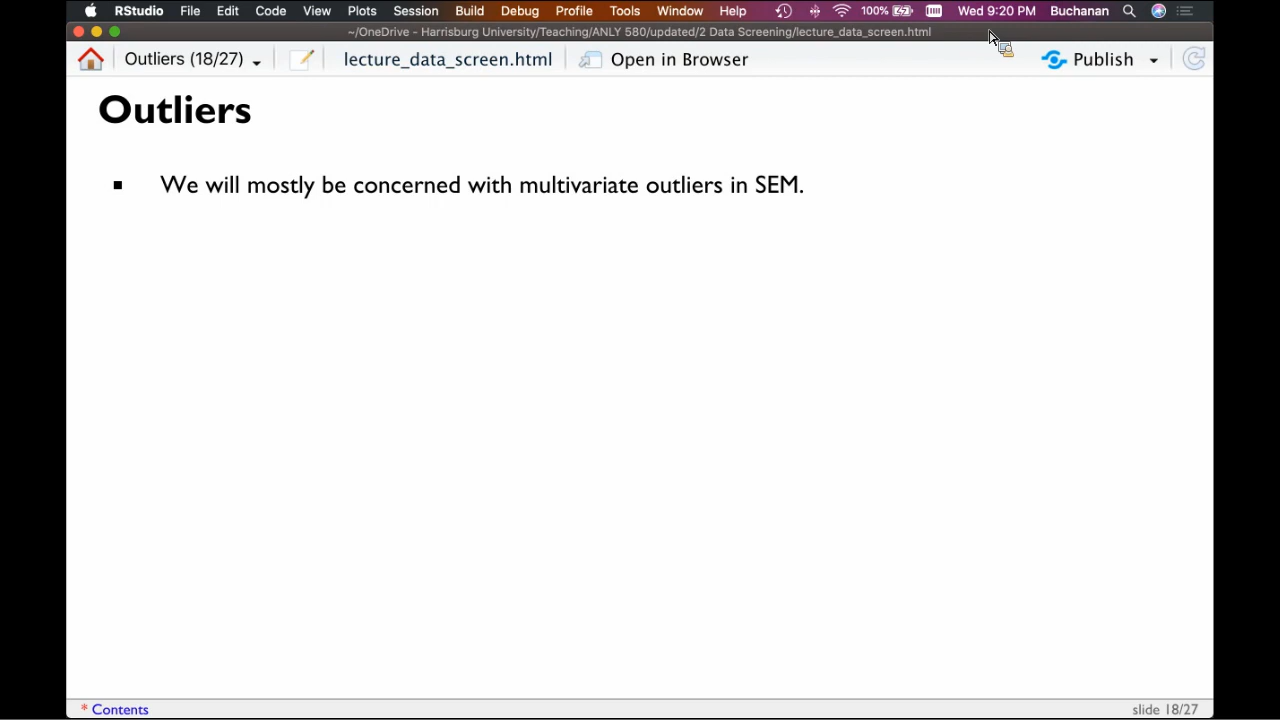 RStudio File Edit Code View Plots Session Build Debug Profile Tools Window Help 100% Wed 9:20 PM Buchanan
~/OneDrive - Harrisburg University/Teaching/ANLY 580/updated/2 Data Screening/lecture_data_screen.html
Outliers (18/27) lecture_data_screen.html Open in Browser Publish
Outliers
▪ We will mostly be concerned with multivariate outliers in SEM.
* Contents slide 18/27